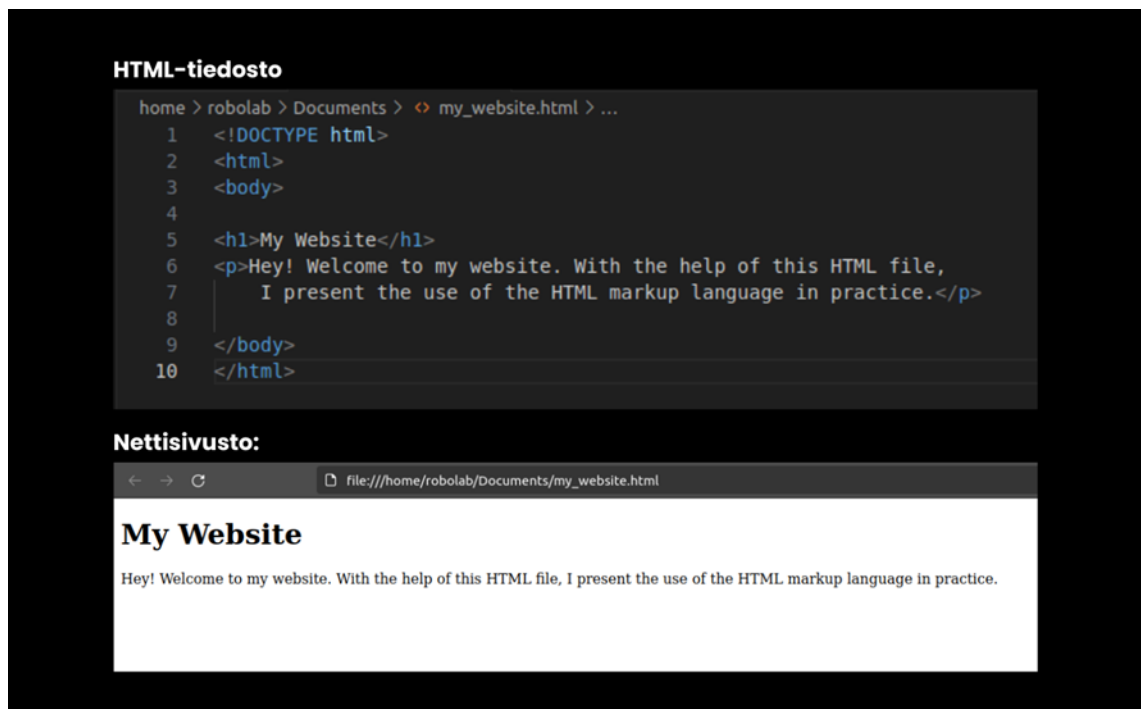 HTML-tiedosto
home > robolab > Documents > <> my_website.html > ...
1 <!DOCTYPE html>
2 <html>
3 <body>
4
5 <h1>My Website</h1>
6 <p>Hey! Welcome to my website. With the help of this HTML file,
7 I present the use of the HTML markup language in practice.</p>
8
9 </body>
10 </html>
Nettisivusto:
file:///home/robolab/Documents/my_website.html
My Website
Hey! Welcome to my website. With the help of this HTML file, I present the use of the HTML markup language in practice.